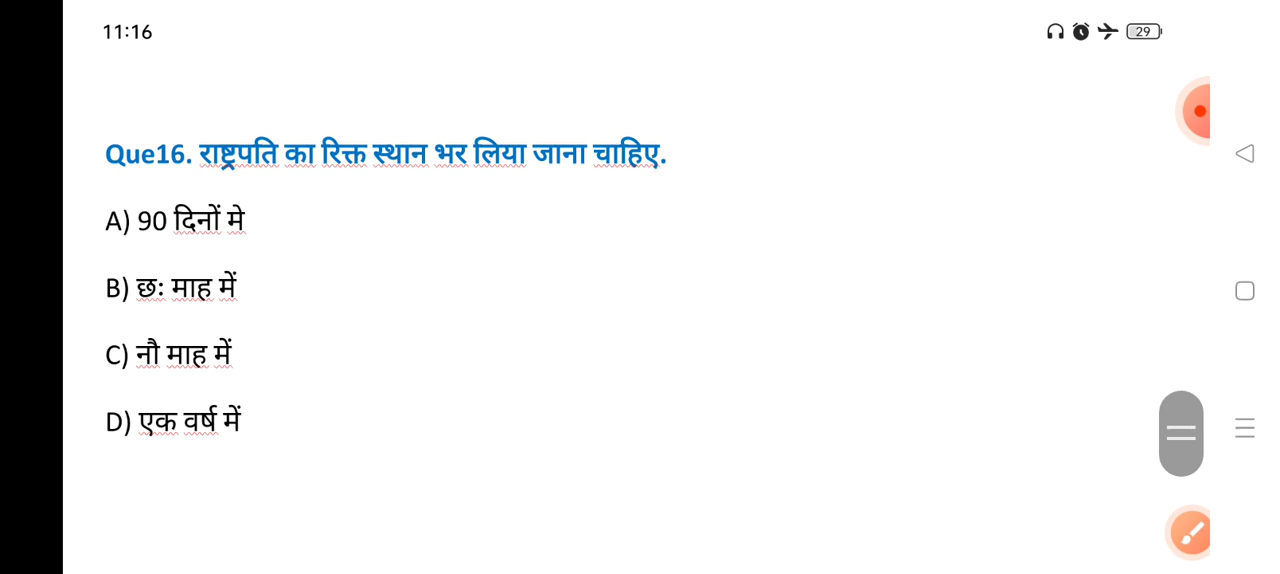 11:16
29
Que16. राष्ट्रपति का रिक्त स्थान भर लिया जाना चाहिए.
A) 90 दिनों मे
B) छः माह में
C) नौ माह में
D) एक वर्ष में